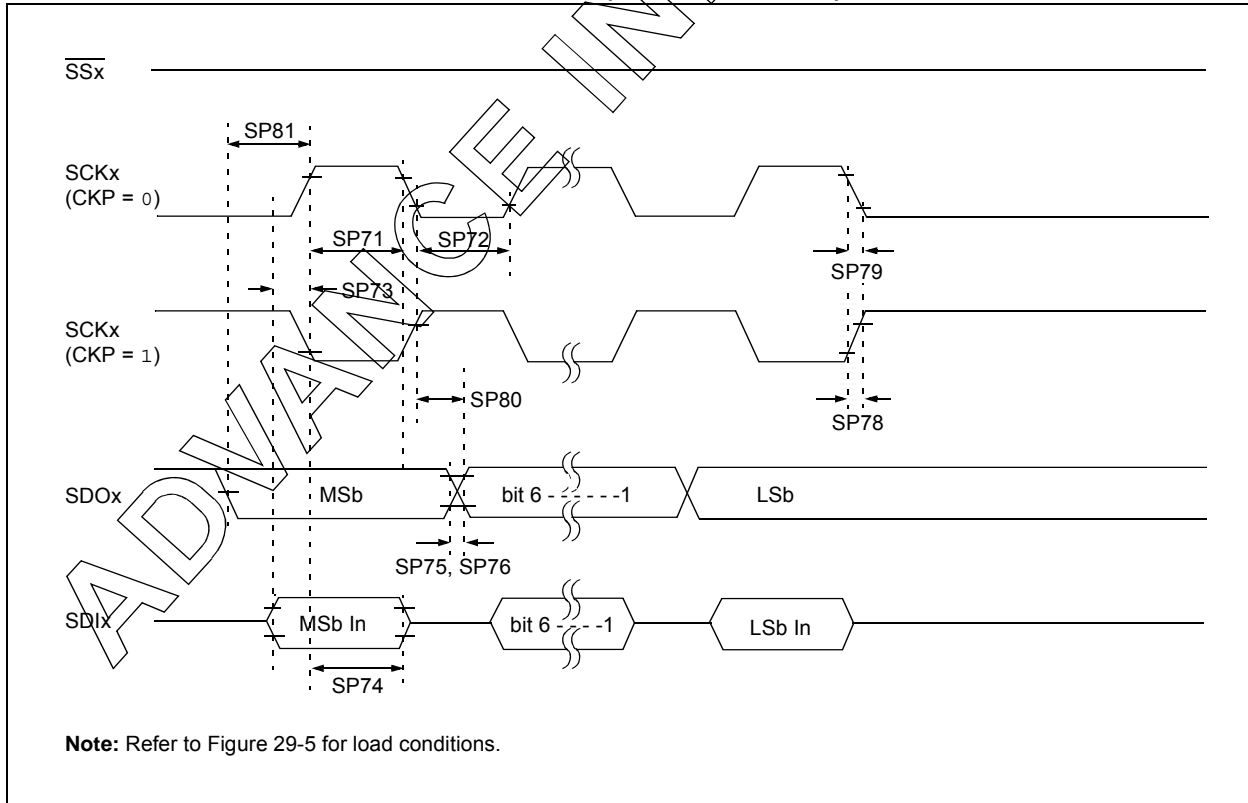 SSx
SP81
SCKx
(CKP = 0)
SP71
SP72
SP79
SP73
SCKx
(CKP = 1)
SP80
SP78
SDOx
MSb
bit 6 - - - - - -1
LSb
SP75, SP76
SDIx
MSb In
bit 6 - - - -1
LSb In
SP74
Note: Refer to Figure 29-5 for load conditions.
ADVANCE IN